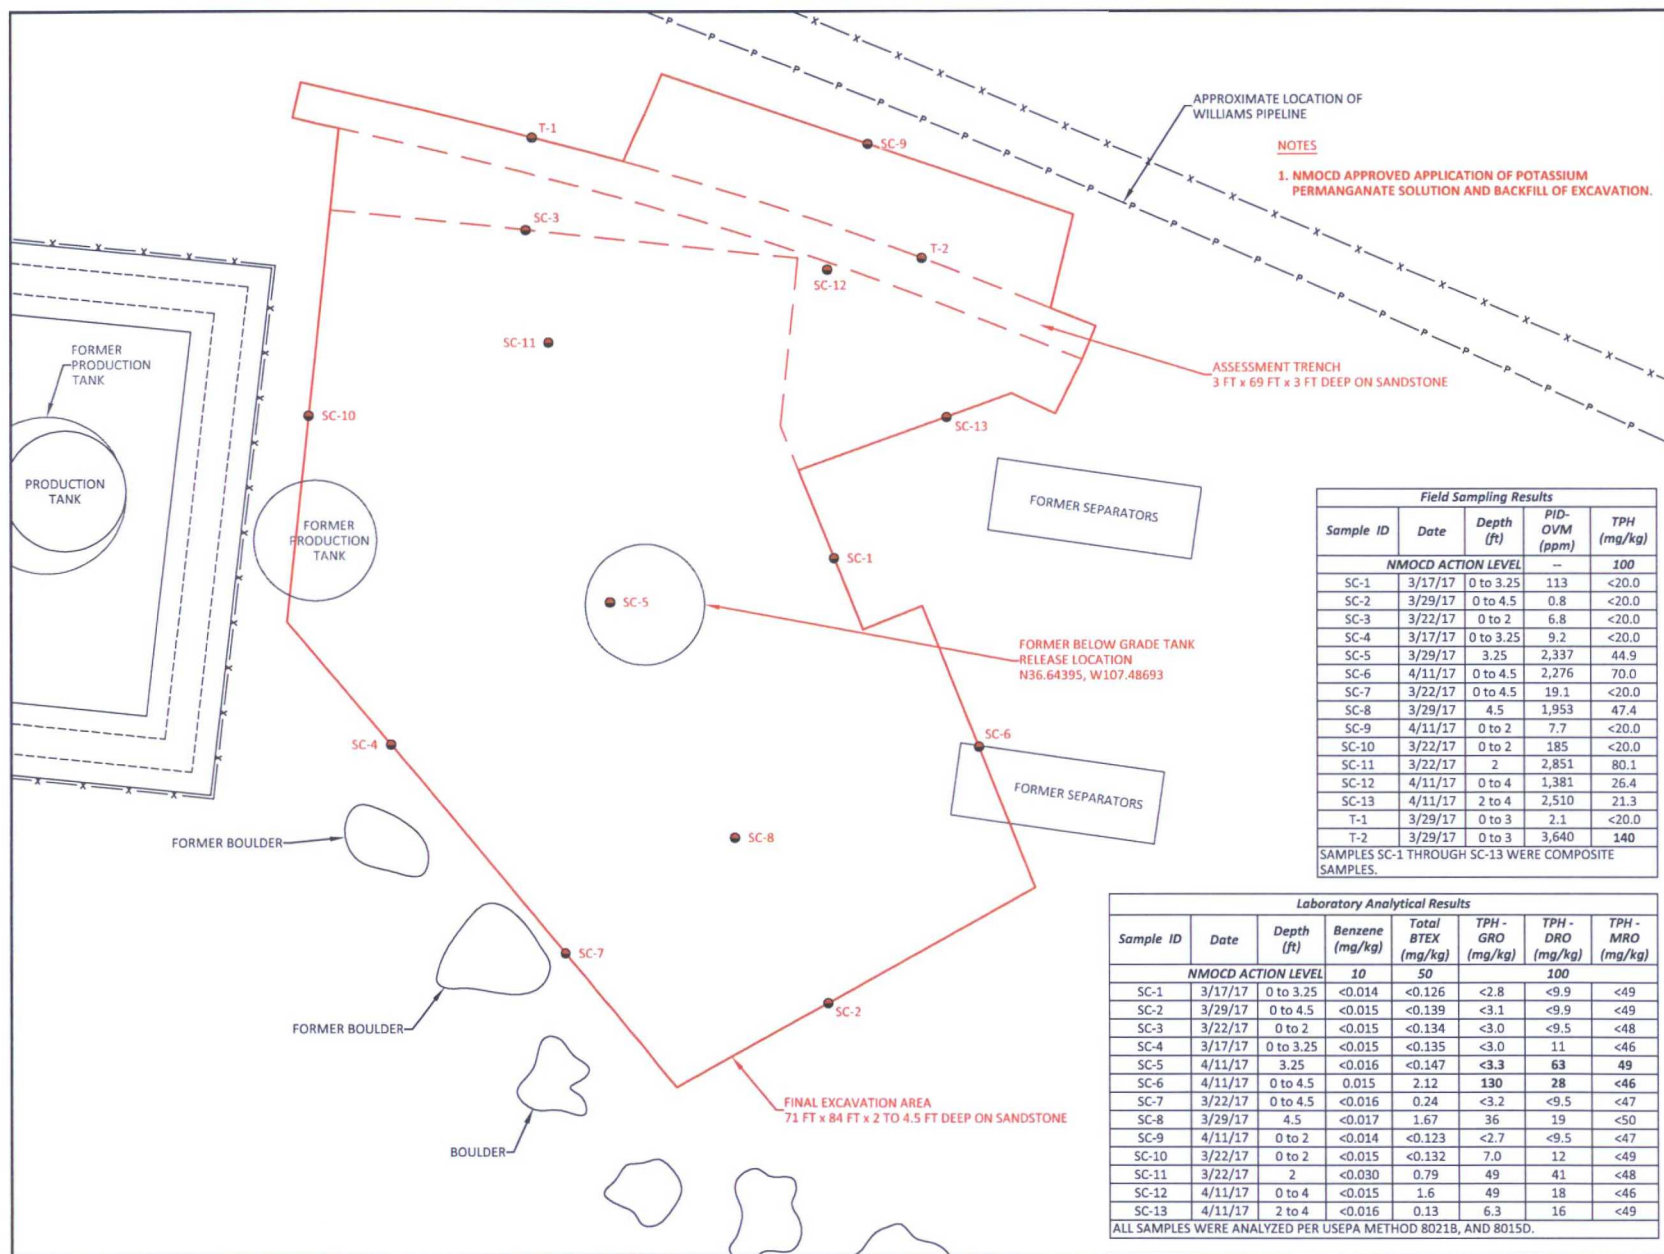 APPROXIMATE LOCATION OF
WILLIAMS PIPELINE
NOTES
1. NMOCD APPROVED APPLICATION OF POTASSIUM
PERMANGANATE SOLUTION AND BACKFILL OF EXCAVATION.
T-1
SC-9
SC-3
T-2
SC-12
SC-11
ASSESSMENT TRENCH
3 FT x 69 FT x 3 FT DEEP ON SANDSTONE
FORMER
PRODUCTION
TANK
SC-10
SC-13
PRODUCTION
TANK
FORMER
PRODUCTION
TANK
FORMER SEPARATORS
SC-1
SC-5
FORMER BELOW GRADE TANK
RELEASE LOCATION
N36.64395, W107.48693
SC-4
SC-6
FORMER SEPARATORS
SC-8
FORMER BOULDER
SC-7
SC-2
FORMER BOULDER
FINAL EXCAVATION AREA
71 FT x 84 FT x 2 TO 4.5 FT DEEP ON SANDSTONE
BOULDER
Field Sampling Results
Sample ID Date Depth (ft) PID-OVM (ppm) TPH (mg/kg)
NMOCD ACTION LEVEL -- 100
SC-1 3/17/17 0 to 3.25 113 <20.0
SC-2 3/29/17 0 to 4.5 0.8 <20.0
SC-3 3/22/17 0 to 2 6.8 <20.0
SC-4 3/17/17 0 to 3.25 9.2 <20.0
SC-5 3/29/17 3.25 2,337 44.9
SC-6 4/11/17 0 to 4.5 2,276 70.0
SC-7 3/22/17 0 to 4.5 19.1 <20.0
SC-8 3/29/17 4.5 1,953 47.4
SC-9 4/11/17 0 to 2 7.7 <20.0
SC-10 3/22/17 0 to 2 185 <20.0
SC-11 3/22/17 2 2,851 80.1
SC-12 4/11/17 0 to 4 1,381 26.4
SC-13 4/11/17 2 to 4 2,510 21.3
T-1 3/29/17 0 to 3 2.1 <20.0
T-2 3/29/17 0 to 3 3,640 140
SAMPLES SC-1 THROUGH SC-13 WERE COMPOSITE
SAMPLES.
Laboratory Analytical Results
Sample ID Date Depth (ft) Benzene (mg/kg) Total BTEX (mg/kg) TPH - GRO (mg/kg) TPH - DRO (mg/kg) TPH - MRO (mg/kg)
NMOCD ACTION LEVEL 10 50 100
SC-1 3/17/17 0 to 3.25 <0.014 <0.126 <2.8 <9.9 <49
SC-2 3/29/17 0 to 4.5 <0.015 <0.139 <3.1 <9.9 <49
SC-3 3/22/17 0 to 2 <0.015 <0.134 <3.0 <9.5 <48
SC-4 3/17/17 0 to 3.25 <0.015 <0.135 <3.0 11 <46
SC-5 4/11/17 3.25 <0.016 <0.147 <3.3 63 49
SC-6 4/11/17 0 to 4.5 0.015 2.12 130 28 <46
SC-7 3/22/17 0 to 4.5 <0.016 0.24 <3.2 <9.5 <47
SC-8 3/29/17 4.5 <0.017 1.67 36 19 <50
SC-9 4/11/17 0 to 2 <0.014 <0.123 <2.7 <9.5 <47
SC-10 3/22/17 0 to 2 <0.015 <0.132 7.0 12 <49
SC-11 3/22/17 2 <0.030 0.79 49 41 <48
SC-12 4/11/17 0 to 4 <0.015 1.6 49 18 <46
SC-13 4/11/17 2 to 4 <0.016 0.13 6.3 16 <49
ALL SAMPLES WERE ANALYZED PER USEPA METHOD 8021B, AND 8015D.